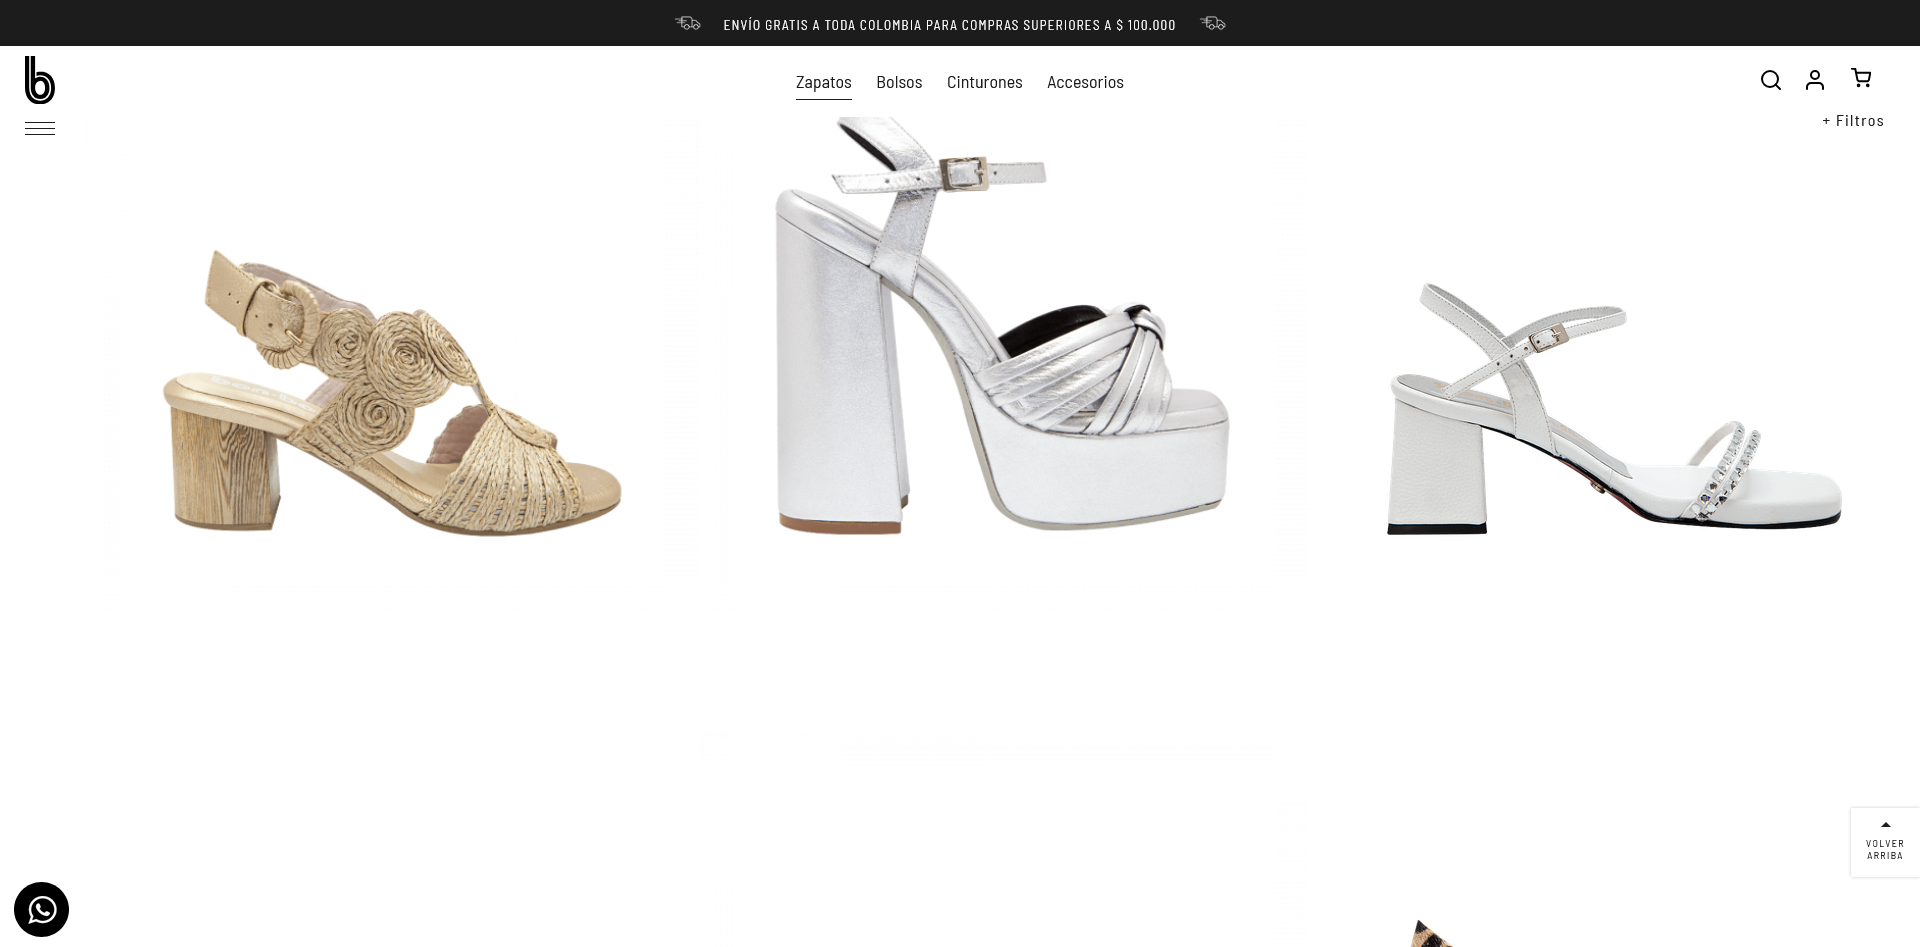 ENVÍO GRATIS A TODA COLOMBIA PARA COMPRAS SUPERIORES A $ 100.000
b
Zapatos Bolsos Cinturones Accesorios
+ Filtros
VOLVER
ARRIBA